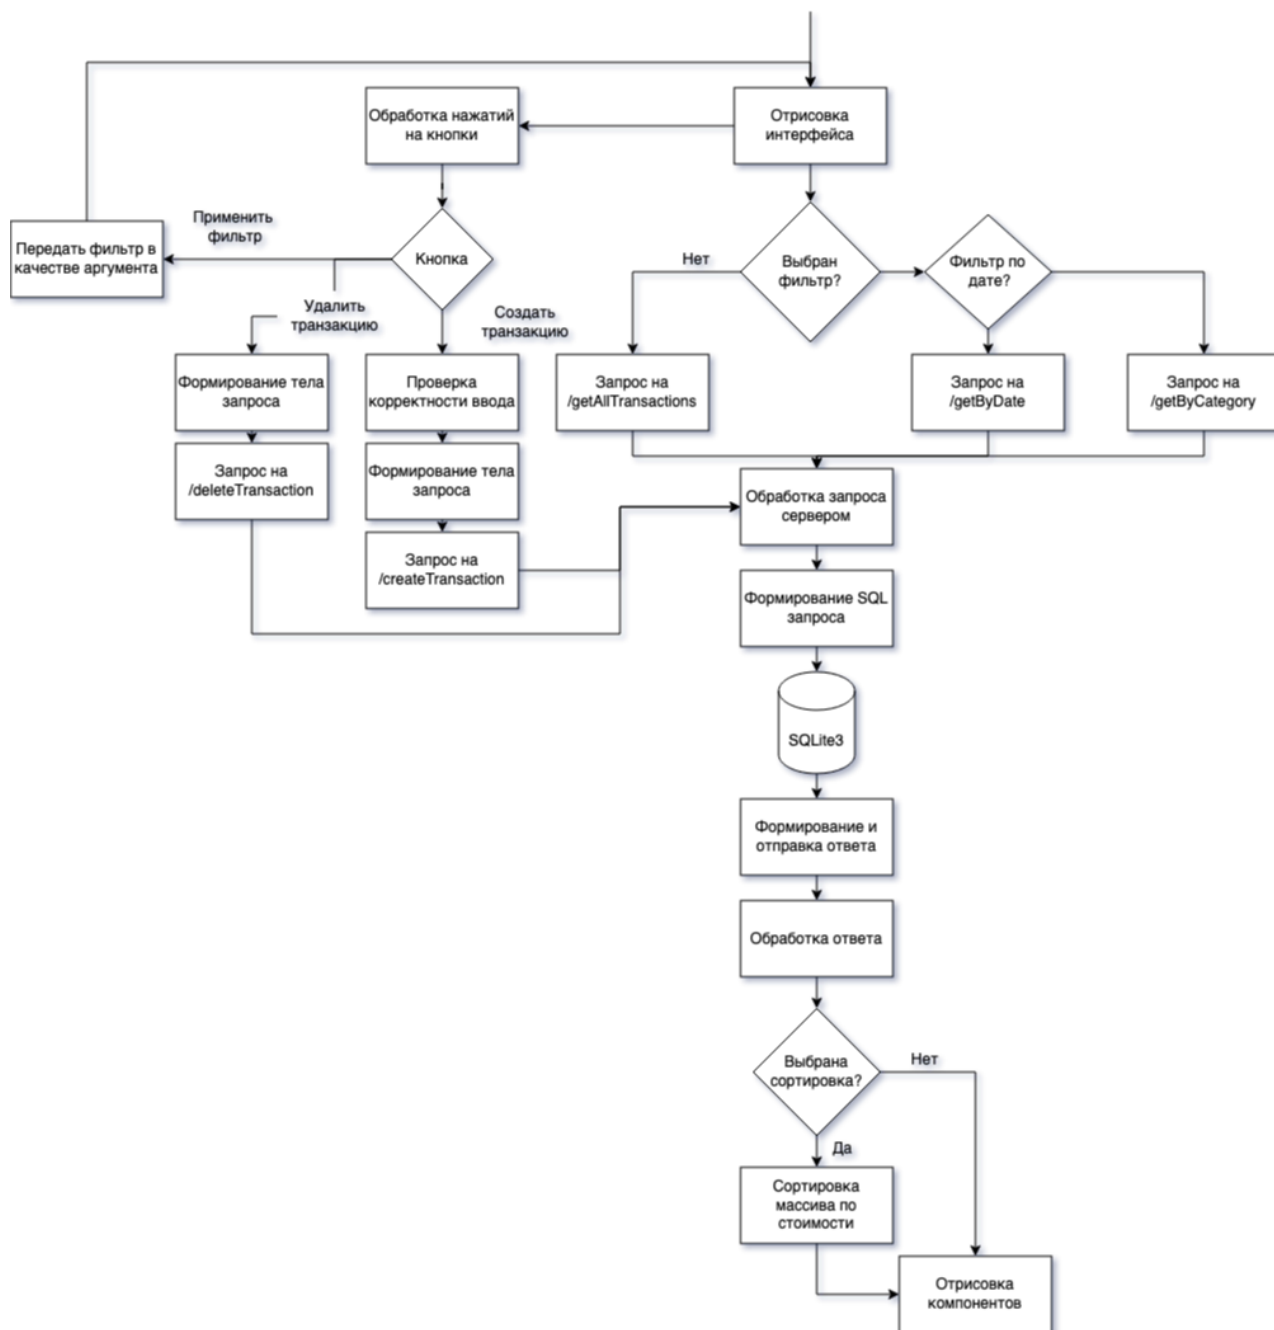 Обработка нажатий
на кнопки
Отрисовка
интерфейса
Применить
фильтр
Передать фильтр в
качестве аргумента
Кнопка
Нет
Выбран
фильтр?
Фильтр по
дате?
Удалить
транзакцию
Создать
транзакцию
Формирование тела
запроса
Проверка
корректности ввода
Запрос на
/getAllTransactions
Запрос на
/getByDate
Запрос на
/getByCategory
Запрос на
/deleteTransaction
Формирование тела
запроса
Обработка запроса
сервером
Запрос на
/createTransaction
Формирование SQL
запроса
SQLite3
Формирование и
отправка ответа
Обработка ответа
Выбрана
сортировка?
Нет
Да
Сортировка
массива по
стоимости
Отрисовка
компонентов